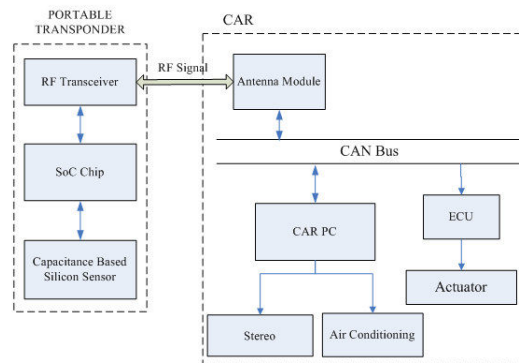 PORTABLE
TRANSPONDER
CAR
RF Transceiver
RF Signal
Antenna Module
CAN Bus
SoC Chip
CAR PC
ECU
Capacitance Based
Silicon Sensor
Actuator
Stereo
Air Conditioning